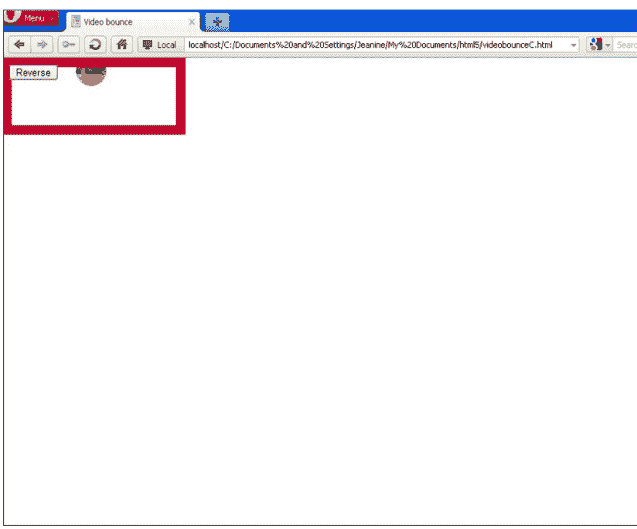 Menu
Video bounce
Local localhost/C:/Documents%20and%20Settings/Jeanine/My%20Documents/html5/videobounceC.html
Searc
Reverse